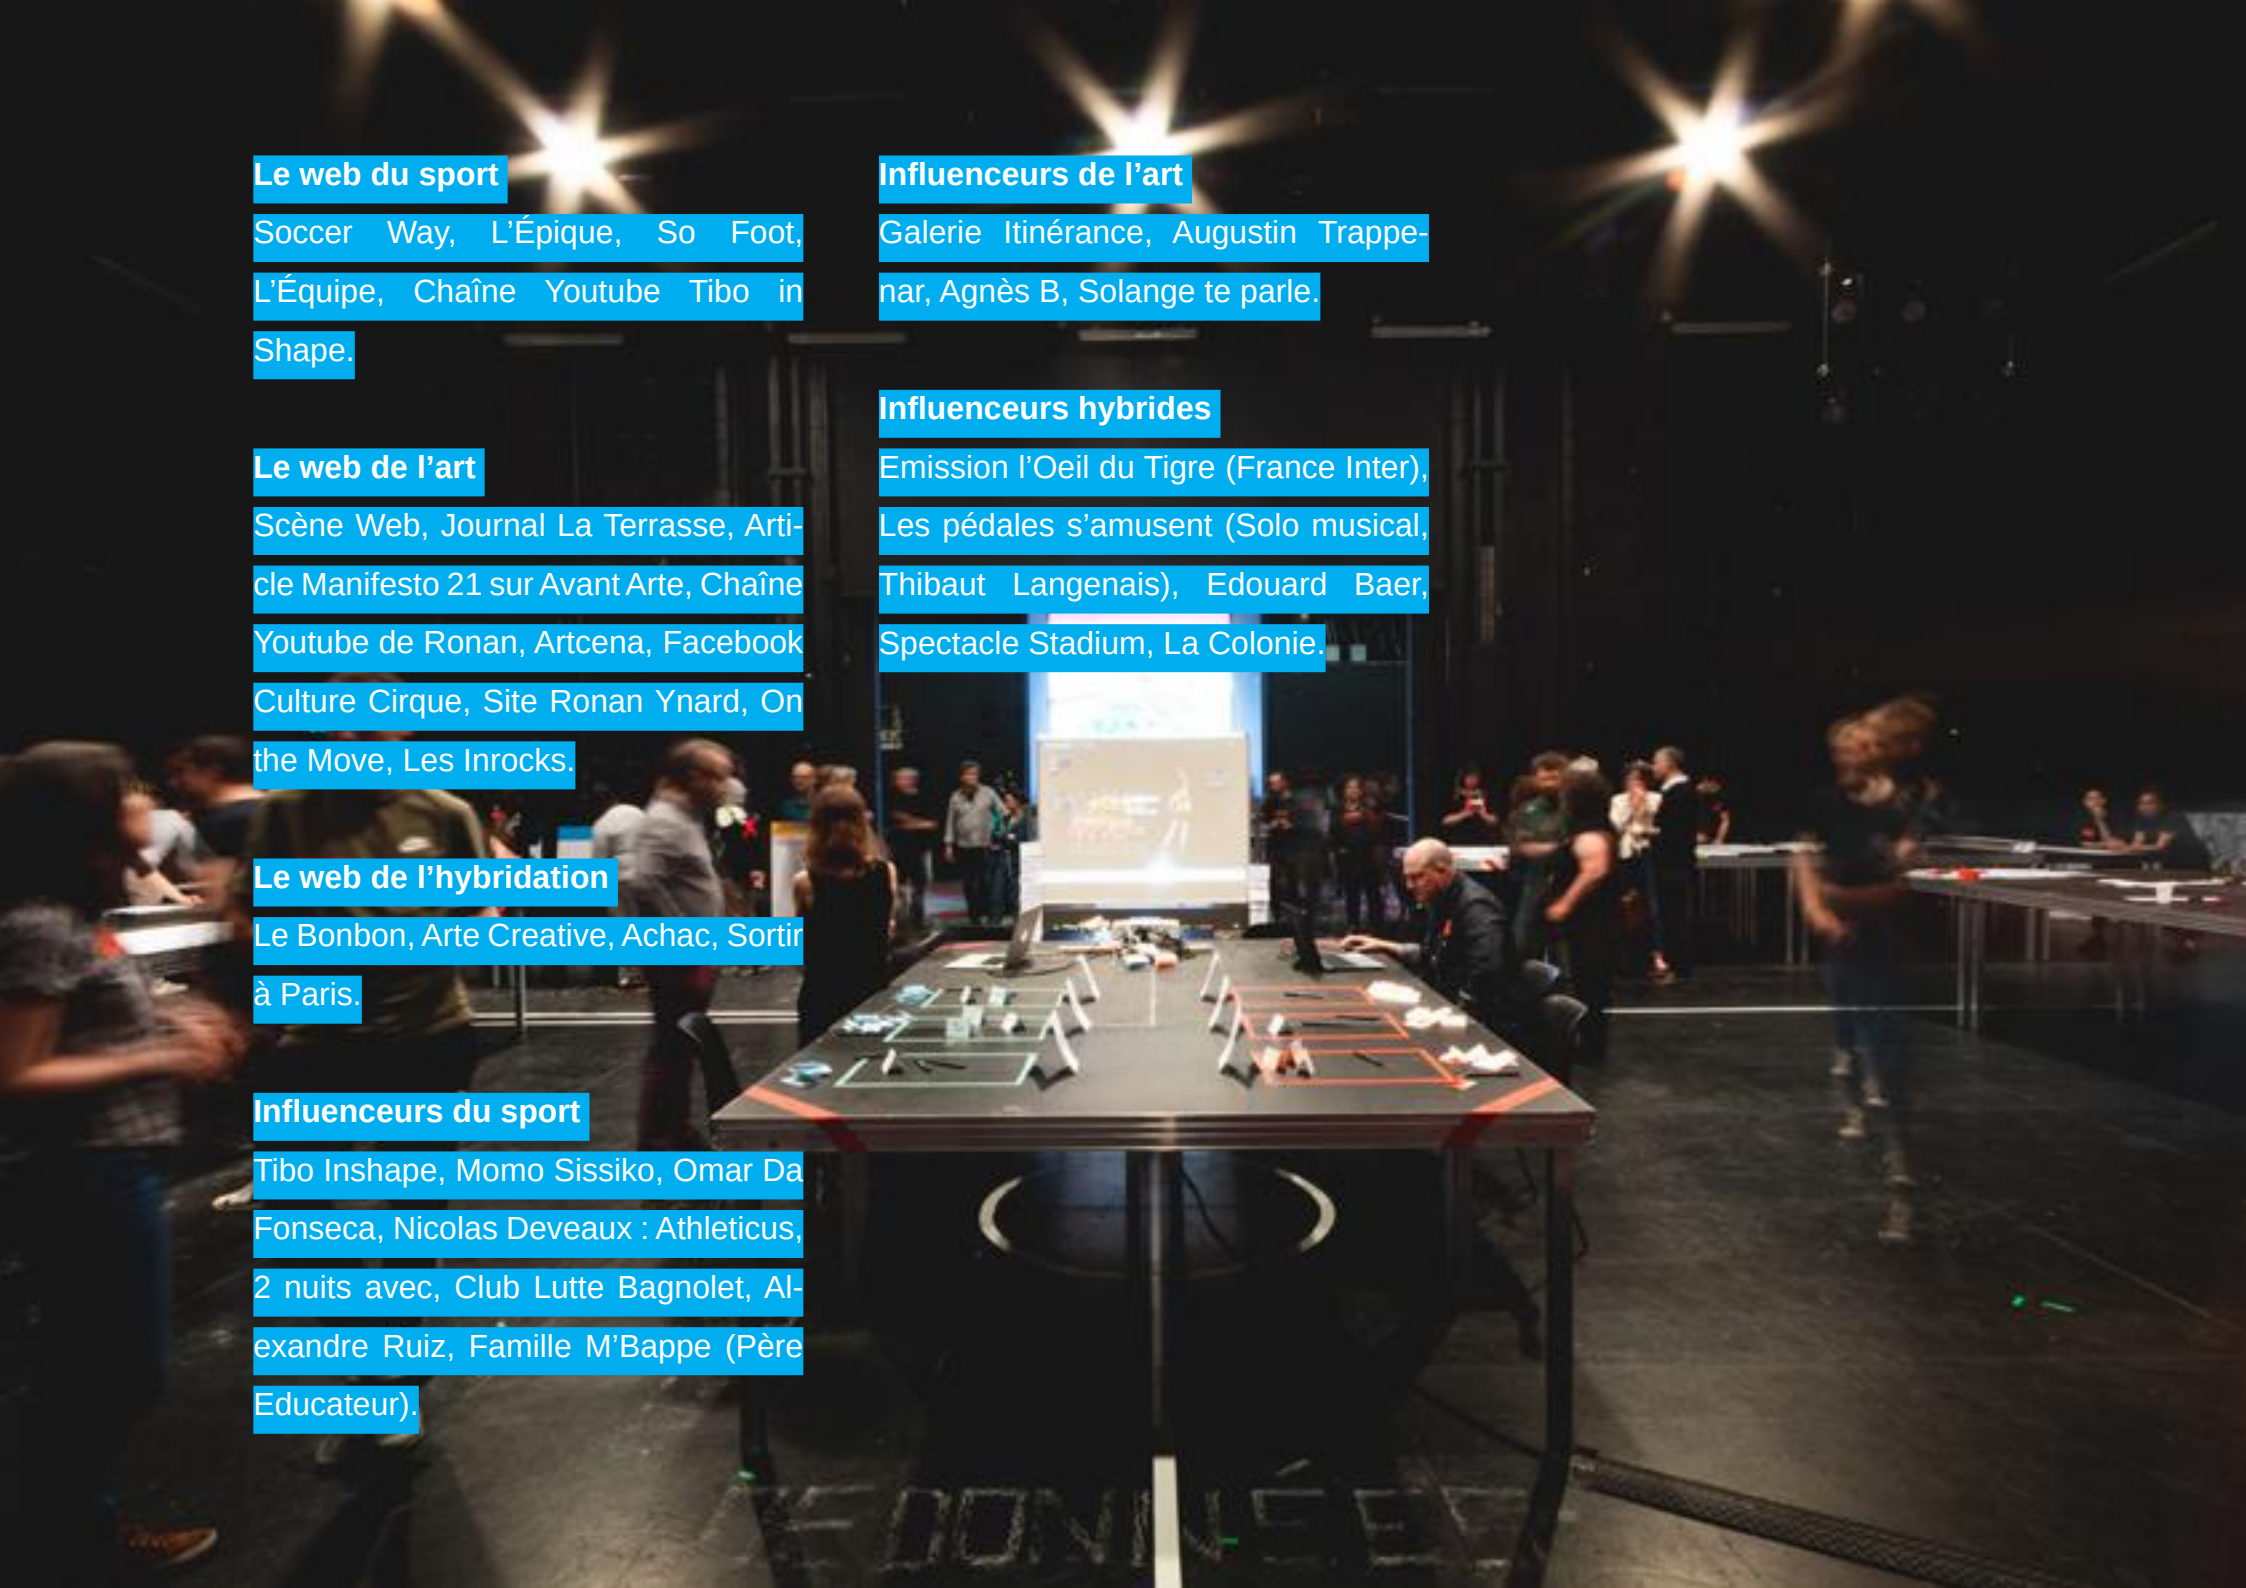 Le web du sport
Soccer Way, L’Épique, So Foot,
L’Équipe, Chaîne Youtube Tibo in
Shape.
Le web de l’art
Scène Web, Journal La Terrasse, Arti-
cle Manifesto 21 sur Avant Arte, Chaîne
Youtube de Ronan, Artcena, Facebook
Culture Cirque, Site Ronan Ynard, On
the Move, Les Inrocks.
Le web de l’hybridation
Le Bonbon, Arte Creative, Achac, Sortir
à Paris.
Influenceurs du sport
Tibo Inshape, Momo Sissiko, Omar Da
Fonseca, Nicolas Deveaux : Athleticus,
2 nuits avec, Club Lutte Bagnolet, Al-
exandre Ruiz, Famille M’Bappe (Père
Educateur).
Influenceurs de l’art
Galerie Itinérance, Augustin Trappe-
nar, Agnès B, Solange te parle.
Influenceurs hybrides
Emission l’Oeil du Tigre (France Inter),
Les pédales s’amusent (Solo musical,
Thibaut Langenais), Edouard Baer,
Spectacle Stadium, La Colonie.